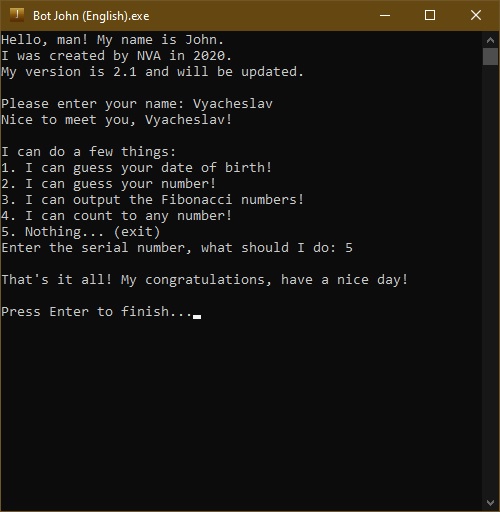 Bot John (English).exe
Hello, man! My name is John.
I was created by NVA in 2020.
My version is 2.1 and will be updated.
Please enter your name: Vyacheslav
Nice to meet you, Vyacheslav!
I can do a few things:
1. I can guess your date of birth!
2. I can guess your number!
3. I can output the Fibonacci numbers!
4. I can count to any number!
5. Nothing... (exit)
Enter the serial number, what should I do: 5
That's it all! My congratulations, have a nice day!
Press Enter to finish...